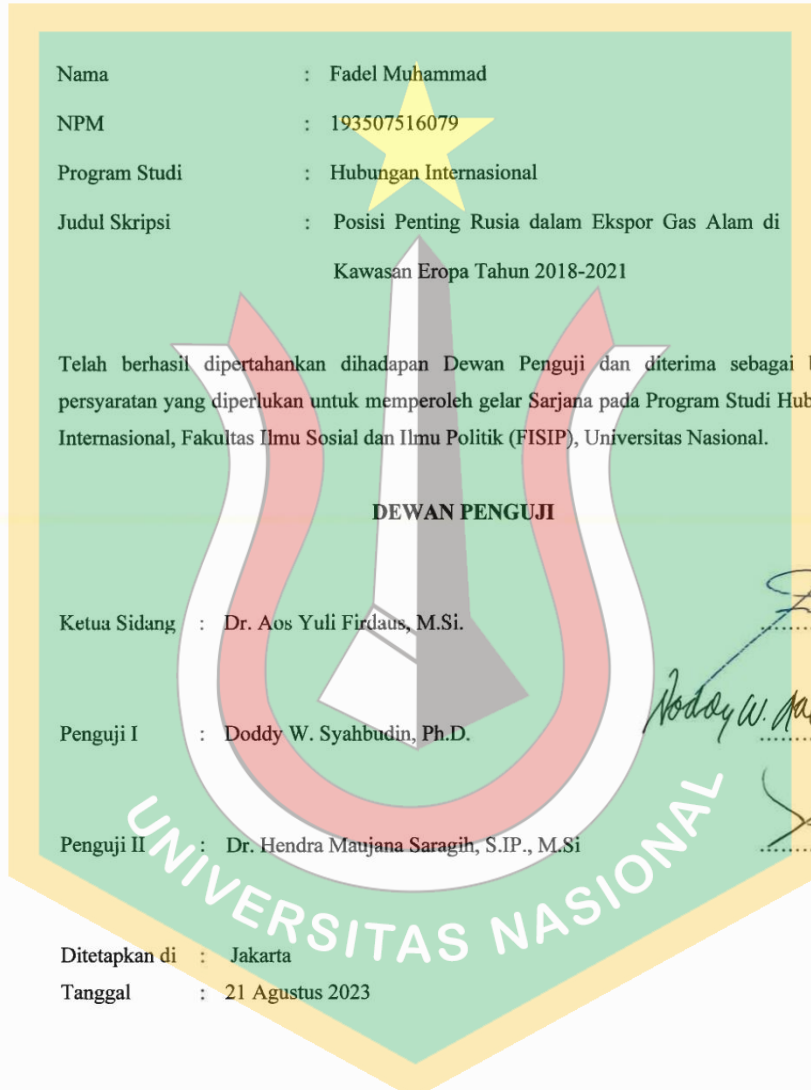 Nama : Fadel Muhammad
NPM : 193507516079
Program Studi : Hubungan Internasional
Judul Skripsi : Posisi Penting Rusia dalam Ekspor Gas Alam di
Kawasan Eropa Tahun 2018-2021
Telah berhasil dipertahankan dihadapan Dewan Penguji dan diterima sebagai
persyaratan yang diperlukan untuk memperoleh gelar Sarjana pada Program Studi Hub
Internasional, Fakultas Ilmu Sosial dan Ilmu Politik (FISIP), Universitas Nasional.
DEWAN PENGUJI
Ketua Sidang : Dr. Aos Yuli Firdaus, M.Si.
Penguji I : Doddy W. Syahbudin, Ph.D.
Doddy W.
Penguji II : Dr. Hendra Maujana Saragih, S.IP., M.Si
UNIVERSITAS NASIONAL
Ditetapkan di : Jakarta
Tanggal : 21 Agustus 2023